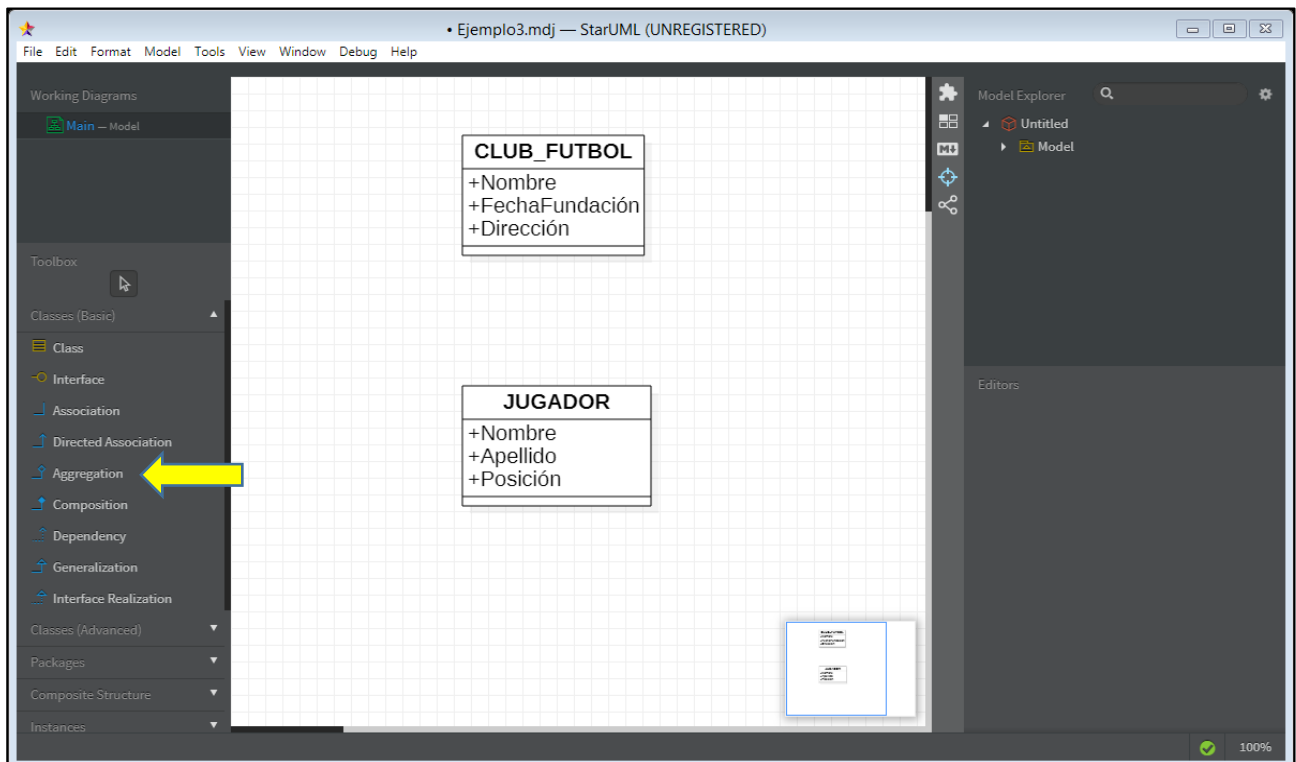 • Ejemplo3.mdj — StarUML (UNREGISTERED)
File Edit Format Model Tools View Window Debug Help
Working Diagrams
Main — Model
Toolbox
Classes (Basic)
Class
Interface
Association
Directed Association
Aggregation
Composition
Dependency
Generalization
Interface Realization
Classes (Advanced)
Packages
Composite Structure
Instances
CLUB_FUTBOL
+Nombre
+FechaFundación
+Dirección
JUGADOR
+Nombre
+Apellido
+Posición
Model Explorer
Untitled
Model
Editors
100%